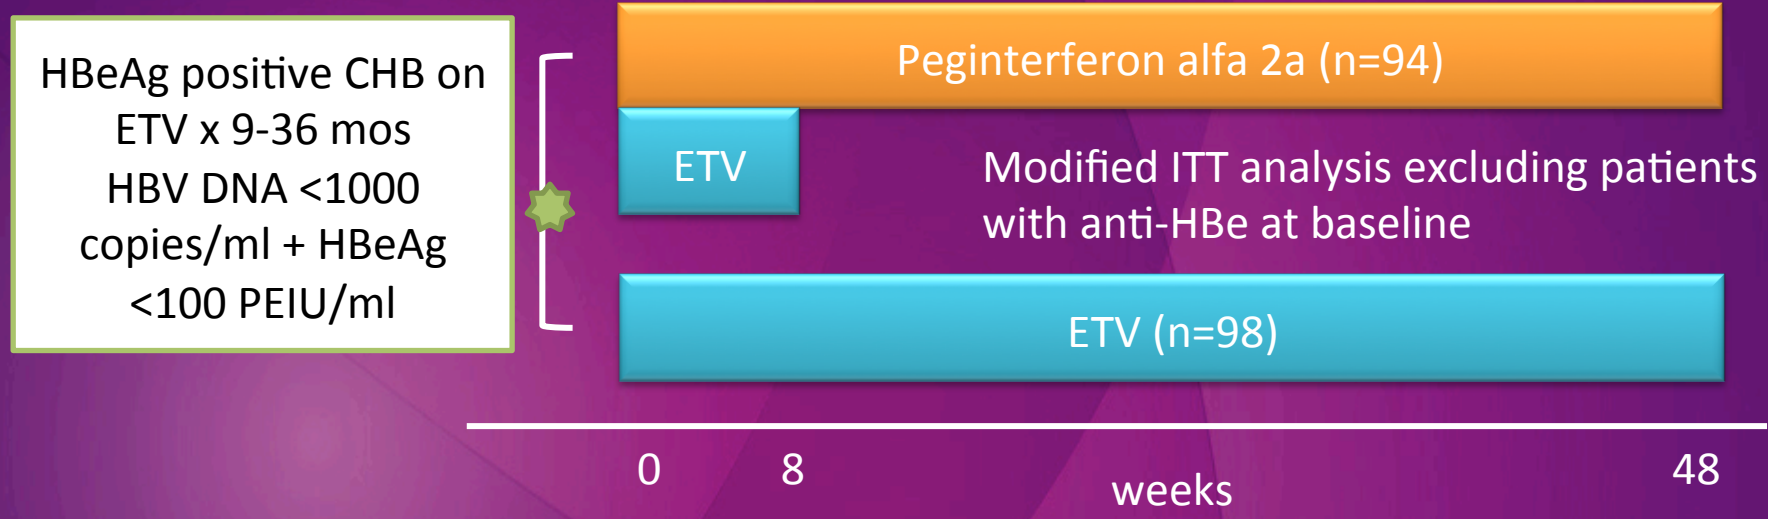 HBeAg positive CHB on
ETV x 9-36 mos
HBV DNA <1000
copies/ml + HBeAg
<100 PEIU/ml
Peginterferon alfa 2a (n=94)
ETV
Modified ITT analysis excluding patients
with anti-HBe at baseline
ETV (n=98)
0 8 48
weeks